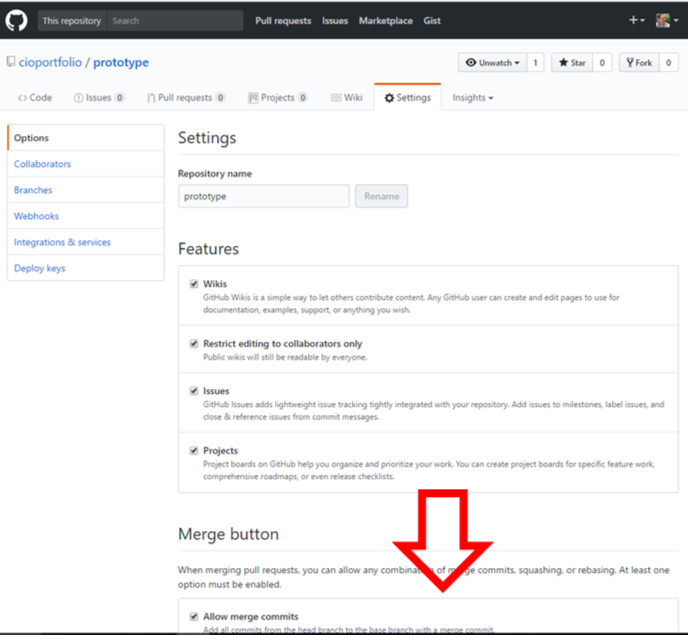 This repository Search Pull requests Issues Marketplace Gist
cioportfolio / prototype Unwatch 1 Star 0 Fork 0
Code Issues 0 Pull requests 0 Projects 0 Wiki Settings Insights
Options
Collaborators
Branches
Webhooks
Integrations & services
Deploy keys
Settings
Repository name
prototype Rename
Features
Wikis
GitHub Wikis is a simple way to let others contribute content. Any GitHub user can create and edit pages to use for
documentation, examples, support, or anything you wish.
Restrict editing to collaborators only
Public wikis will still be readable by everyone.
Issues
GitHub Issues adds lightweight issue tracking tightly integrated with your repository. Add issues to milestones, label issues, and
close & reference issues from commit messages.
Projects
Project boards on GitHub help you organize and prioritize your work. You can create project boards for specific feature work,
comprehensive roadmaps, or even release checklists.
Merge button
When merging pull requests, you can allow any of commits, squashing, or rebasing. At least one
option must be enabled.
Allow merge commits
Add all commits from the head branch to the base branch with a merge commit.